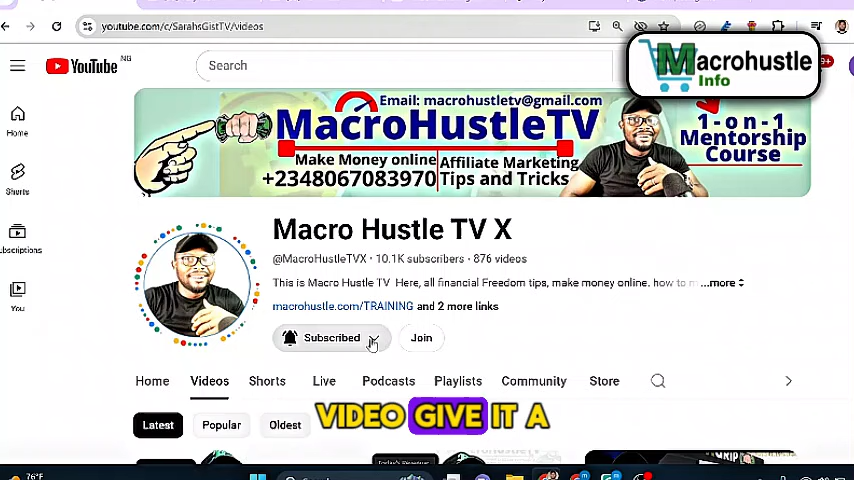 youtube.com/c/SarahsGistTV/videos
YouTube NG
Search
9+
Macrohustle
Info
Email: macrohustletv@gmail.com
MacroHustleTV
Make Money online
+2348067083970
Affiliate Marketing
Tips and Tricks
1-on-1
Mentorship
Course
Home
Shorts
Subscriptions
You
Macro Hustle TV X
@MacroHustleTVX · 10.1K subscribers · 876 videos
This is Macro Hustle TV Here, all financial Freedom tips, make money online. how to m...more
macrohustle.com/TRAINING and 2 more links
Subscribed
Join
Home Videos Shorts Live Podcasts Playlists Community Store
VIDEO GIVE IT A
Latest Popular Oldest
76°F
Search